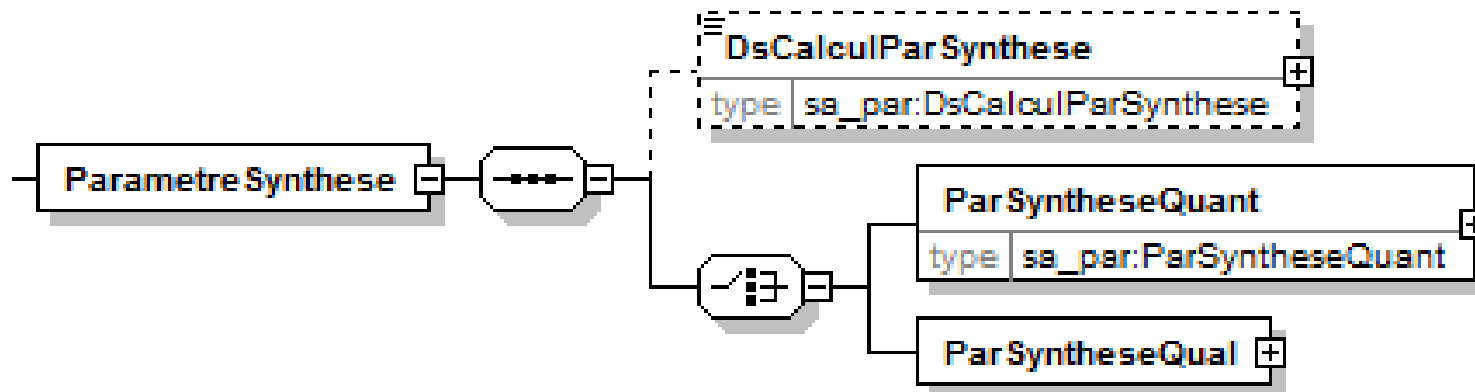 DsCalculParSynthese
type sa_par:DsCalculParSynthese
ParametreSynthese
ParSyntheseQuant
type sa_par:ParSyntheseQuant
ParSyntheseQual